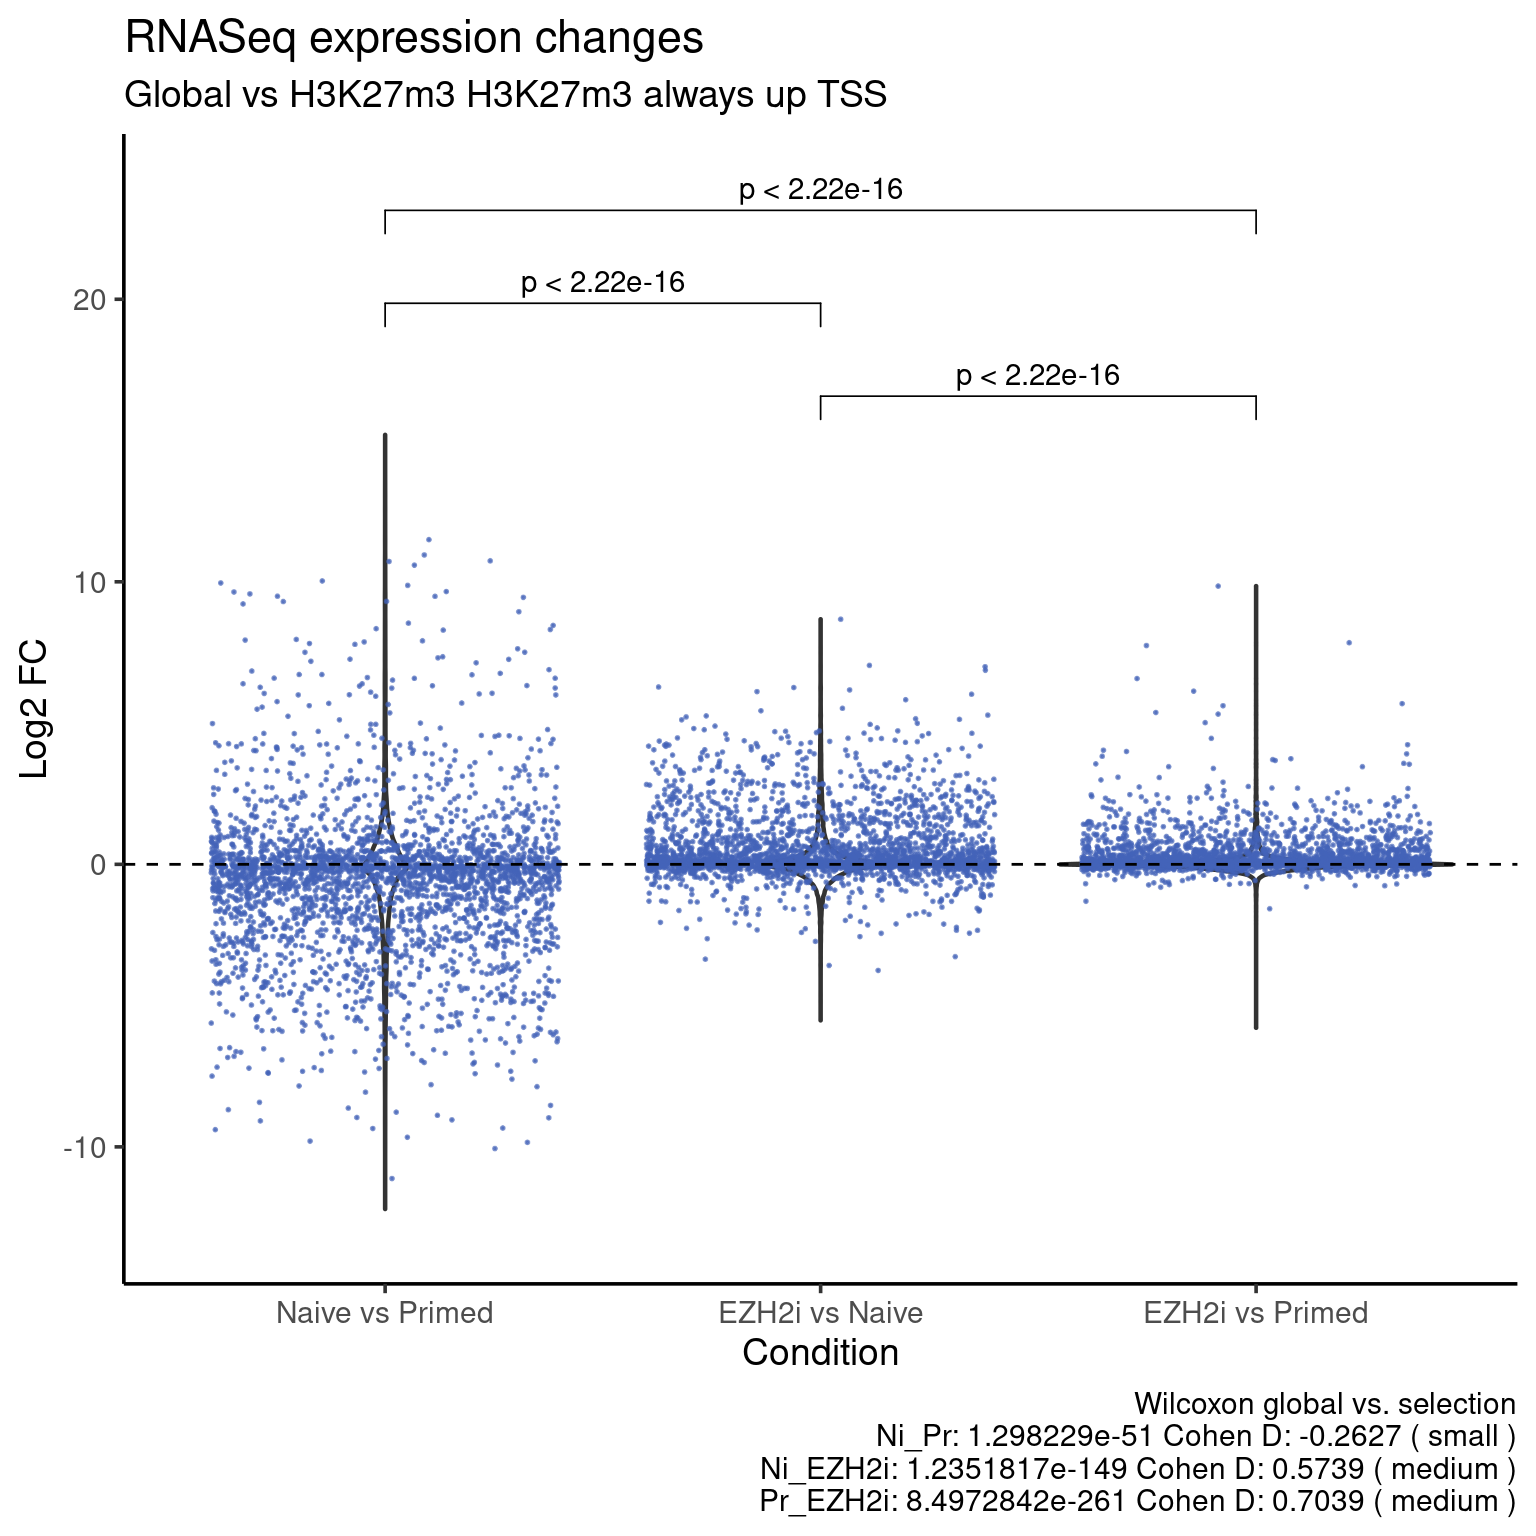 RNASeq expression changes
Global vs H3K27m3 H3K27m3 always up TSS
p < 2.22e-16
p < 2.22e-16
p < 2.22e-16
20
10
0
-10
Log2 FC
Naive vs Primed
EZH2i vs Naive
EZH2i vs Primed
Condition
Wilcoxon global vs. selection
Ni_Pr: 1.298229e-51 Cohen D: -0.2627 ( small )
Ni_EZH2i: 1.2351817e-149 Cohen D: 0.5739 ( medium )
Pr_EZH2i: 8.4972842e-261 Cohen D: 0.7039 ( medium )